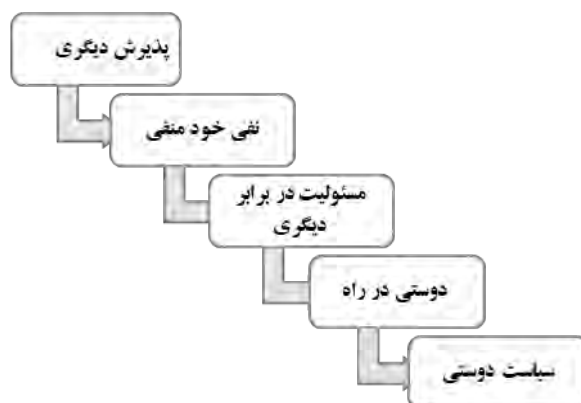 پذیرش دیگری
نفی خود منفی
مسئولیت در برابر
دیگری
دوستی در راه
سیاست دوستی